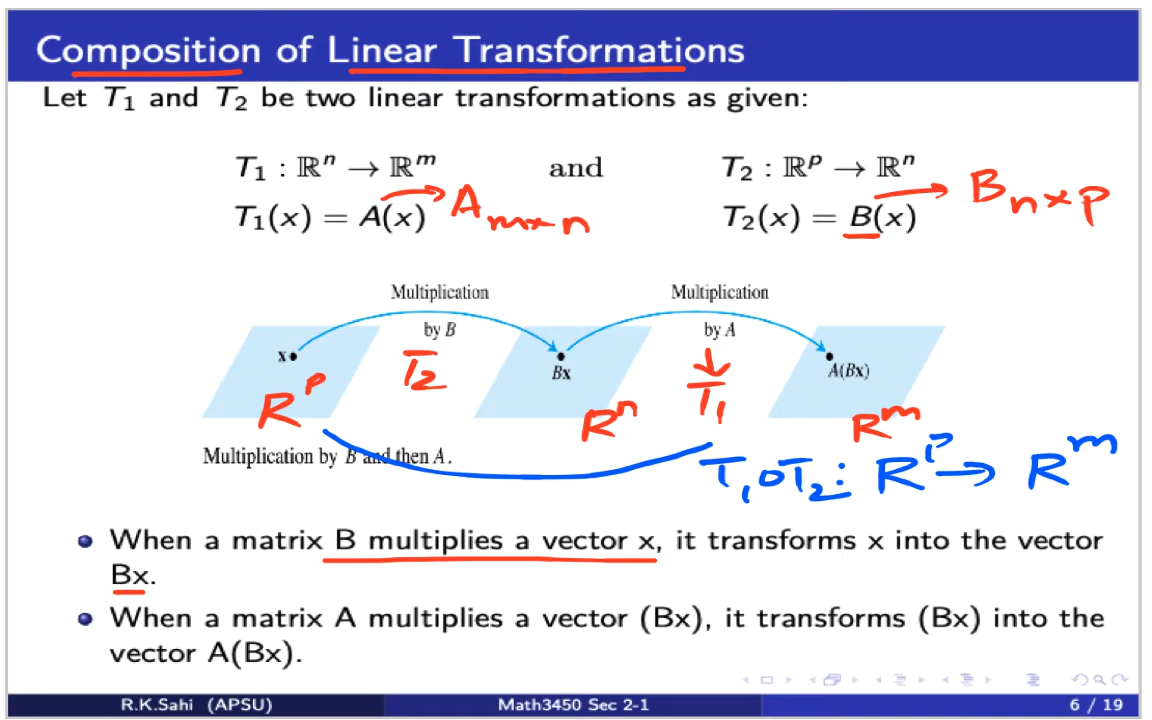 Composition of Linear Transformations
Let T₁ and T₂ be two linear transformations as given:
T₁ : ℝⁿ → ℝᵐ and T₂ : ℝᵖ → ℝⁿ
T₁(x) = A(x) → A m×n T₂(x) = B(x) → B n×p
Multiplication Multiplication
by B by A
x Bx A(Bx)
T₂ ↓ T₁
Rᵖ Rⁿ Rᵐ
Multiplication by B and then A.
T₁∘T₂: Rᵖ → Rᵐ
• When a matrix B multiplies a vector x, it transforms x into the vector
Bx.
• When a matrix A multiplies a vector (Bx), it transforms (Bx) into the
vector A(Bx).
R.K.Sahi (APSU) Math3450 Sec 2-1 6 / 19